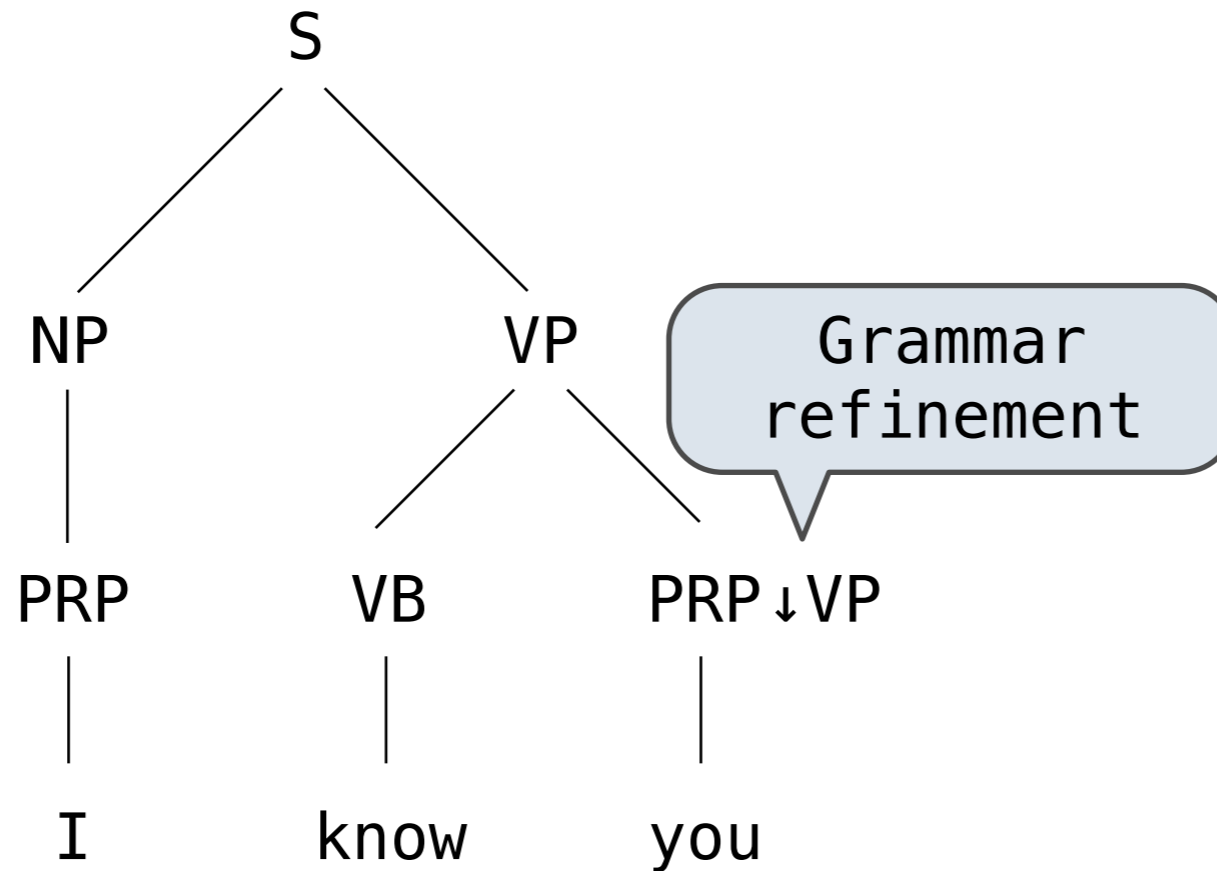 S
NP VP
Grammar
refinement
PRP VB PRP↓VP
I know you